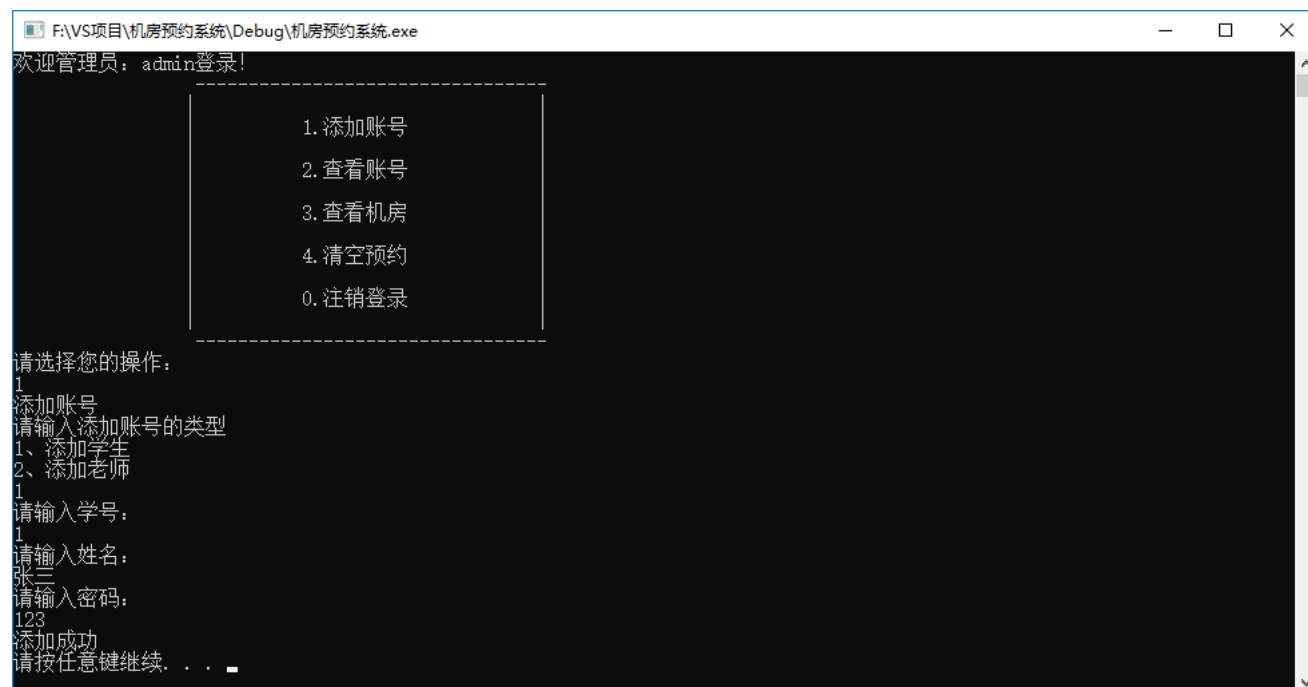 F:\VS项目\机房预约系统\Debug\机房预约系统.exe
欢迎管理员：admin登录！
---------------------------------
1.添加账号
2.查看账号
3.查看机房
4.清空预约
0.注销登录
---------------------------------
请选择您的操作：
1
添加账号
请输入添加账号的类型
1、添加学生
2、添加老师
1
请输入学号：
1
请输入姓名：
张三
请输入密码：
123
添加成功
请按任意键继续. . .